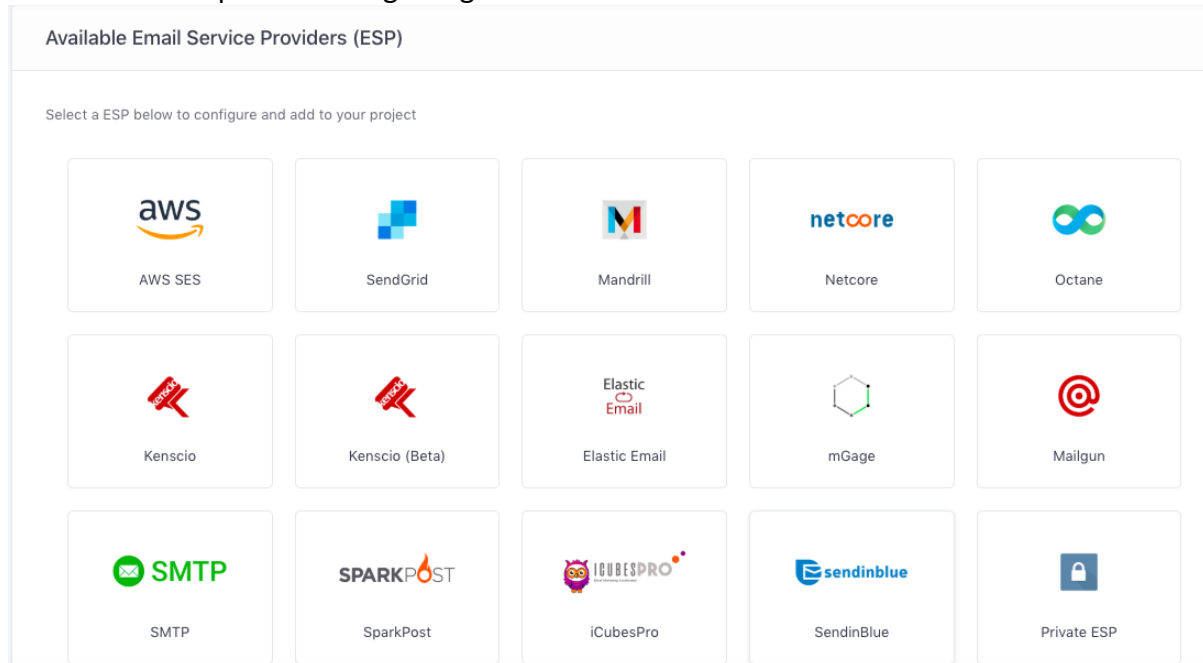 Available Email Service Providers (ESP)
Select a ESP below to configure and add to your project
aws
netcore
AWS SES
SendGrid
Mandrill
Netcore
Octane
kenscio
kenscio
Elastic
Email
Kenscio
Kenscio (Beta)
Elastic Email
mGage
Mailgun
SMTP
SPARKPOST
ICUBESPRO
sendinblue
SMTP
SparkPost
iCubesPro
SendinBlue
Private ESP